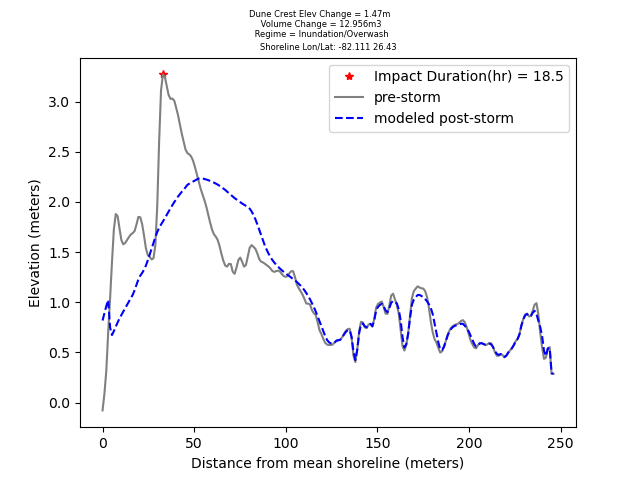 Dune Crest Elev Change = 1.47m
Volume Change = 12.956m3
Regime = Inundation/Overwash
Shoreline Lon/Lat: -82.111 26.43
Impact Duration(hr) = 18.5
pre-storm
modeled post-storm
Elevation (meters)
3.0
2.5
2.0
1.5
1.0
0.5
0.0
0 50 100 150 200 250
Distance from mean shoreline (meters)